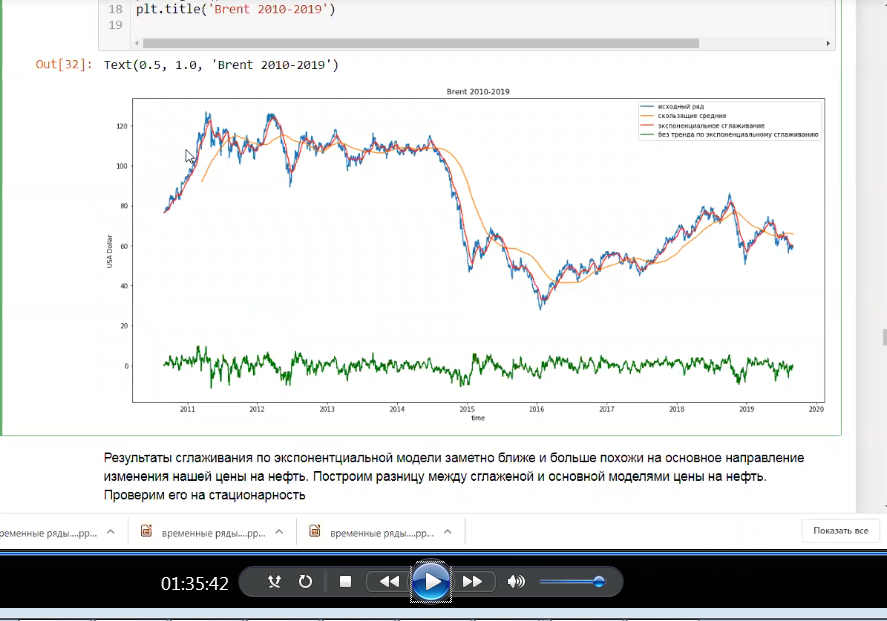 18 plt.title('Brent 2010-2019')
19
Out[32]: Text(0.5, 1.0, 'Brent 2010-2019')
Brent 2010-2019
исходный ряд
скользящие средние
экспоненциальное сглаживание
без тренда по экспоненциальному сглаживанию
120
100
80
60
40
20
0
USA Dollar
2011 2012 2013 2014 2015 2016 2017 2018 2019 2020
time
Результаты сглаживания по экспонентциальной модели заметно ближе и больше похожи на основное направление
изменения нашей цены на нефть. Построим разницу между сглаженой и основной моделями цены на нефть.
Проверим его на стационарность
ременные ряды....pp... временные ряды....pp... временные ряды....pp... Показать все
01:35:42